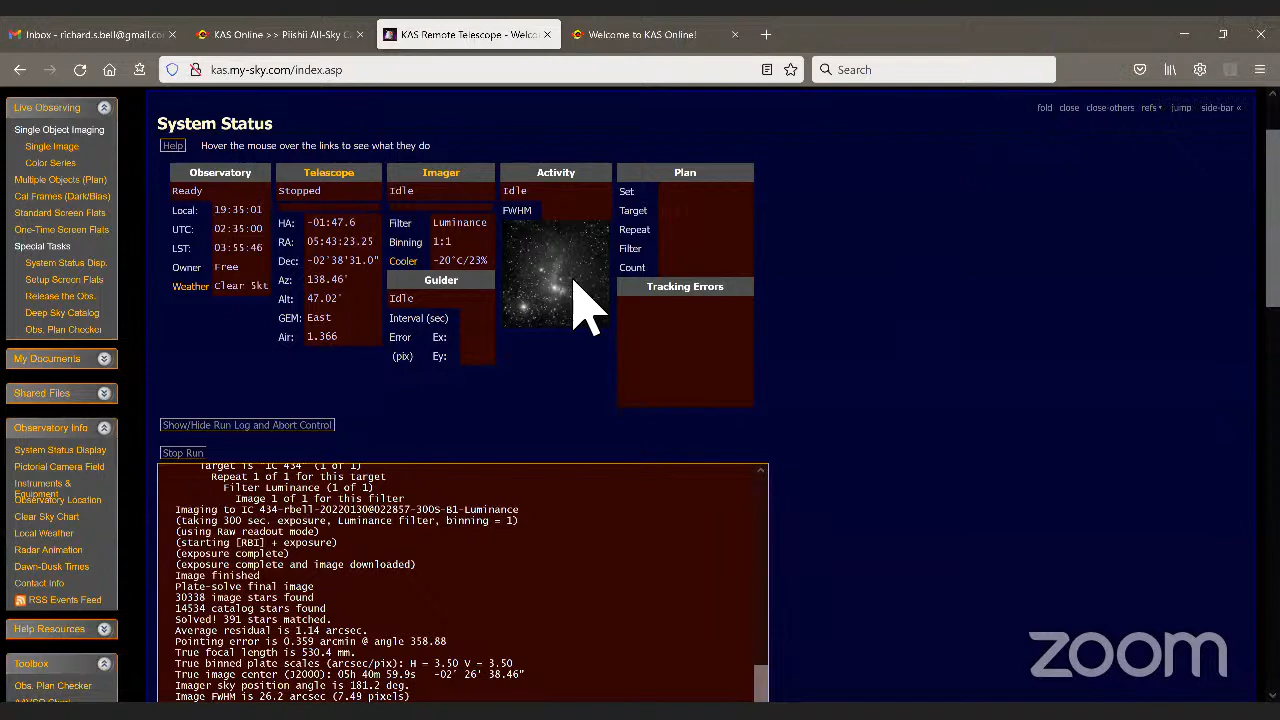 Inbox - richard.s.bell@gmail.co
KAS Online >> Piishii All-Sky C
KAS Remote Telescope - Welco
Welcome to KAS Online!
kas.my-sky.com/index.asp
Search
Live Observing
Single Object Imaging
Single Image
Color Series
Multiple Objects (Plan)
Cal Frames (Dark/Bias)
Standard Screen Flats
One-Time Screen Flats
Special Tasks
System Status Disp.
Setup Screen Flats
Release the Obs.
Deep Sky Catalog
Obs. Plan Checker
My Documents
Shared Files
Observatory Info
System Status Display
Pictorial Camera Field
Instruments &
Equipment
Observatory Location
Clear Sky Chart
Local Weather
Radar Animation
Dawn-Dusk Times
Contact Info
RSS Events Feed
Help Resources
Toolbox
Obs. Plan Checker
fold close close-others refs jump side-bar «
System Status
Help Hover the mouse over the links to see what they do
Observatory
Ready
Local: 19:35:01
UTC: 02:35:00
LST: 03:55:46
Owner Free
Weather Clear 5kt
Telescope
Stopped
HA: -01:47.6
RA: 05:43:23.25
Dec: -02°38'31.0"
Az: 138.46°
Alt: 47.02°
GEM: East
Air: 1.366
Imager
Idle
Filter Luminance
Binning 1:1
Cooler -20°C/23%
Guider
Idle
Interval (sec)
Error Ex:
(pix) Ey:
Activity
Idle
FWHM
Plan
Set
Target
Repeat
Filter
Count
Tracking Errors
Show/Hide Run Log and Abort Control
Stop Run
Target is "IC 434" (1 of 1)
Repeat 1 of 1 for this target
Filter Luminance (1 of 1)
Image 1 of 1 for this filter
Imaging to IC 434-rbell-20220130@022857-300S-B1-Luminance
(taking 300 sec. exposure, Luminance filter, binning = 1)
(using Raw readout mode)
(starting [RBI] + exposure)
(exposure complete)
(exposure complete and image downloaded)
Image finished
Plate-solve final image
30338 image stars found
14534 catalog stars found
Solved! 391 stars matched.
Average residual is 1.14 arcsec.
Pointing error is 0.359 arcmin @ angle 358.88
True focal length is 530.4 mm.
True binned plate scales (arcsec/pix): H = 3.50 V = 3.50
True image center (J2000): 05h 40m 59.9s -02° 26' 38.46"
Imager sky position angle is 181.2 deg.
Image FWHM is 26.2 arcsec (7.49 pixels)
zoom